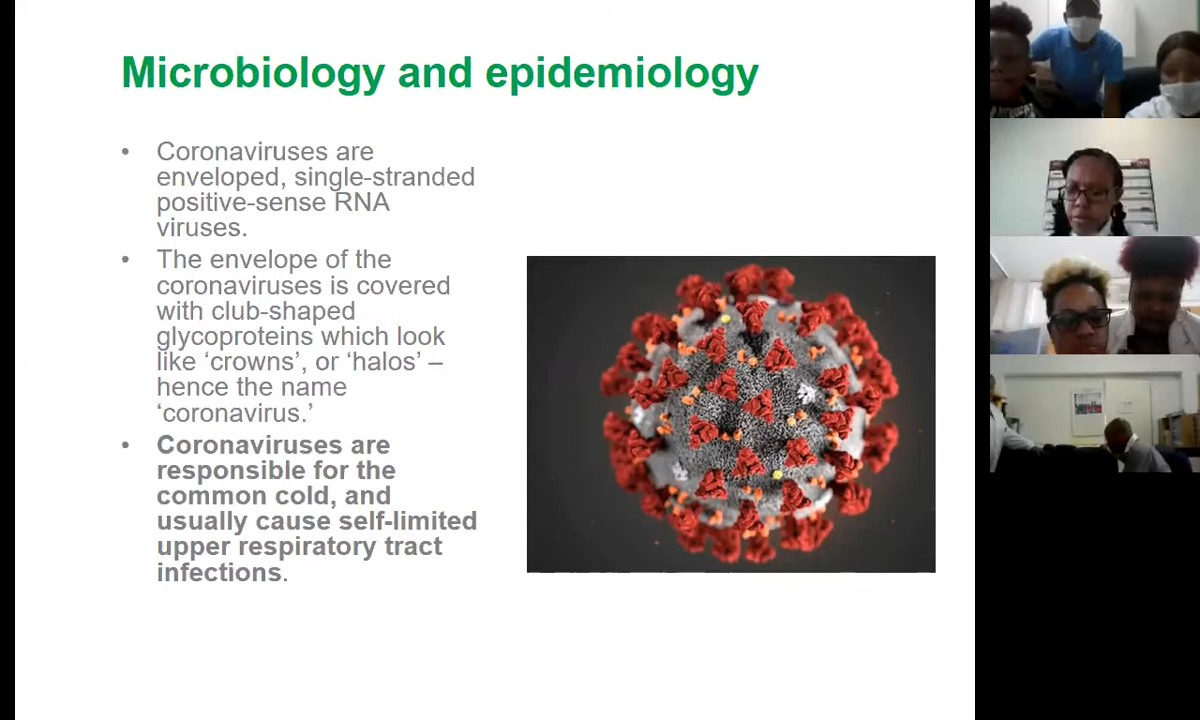 Microbiology and epidemiology
• Coronaviruses are
enveloped, single-stranded
positive-sense RNA
viruses.
• The envelope of the
coronaviruses is covered
with club-shaped
glycoproteins which look
like ‘crowns’, or ‘halos’ –
hence the name
‘coronavirus.’
• Coronaviruses are
responsible for the
common cold, and
usually cause self-limited
upper respiratory tract
infections.